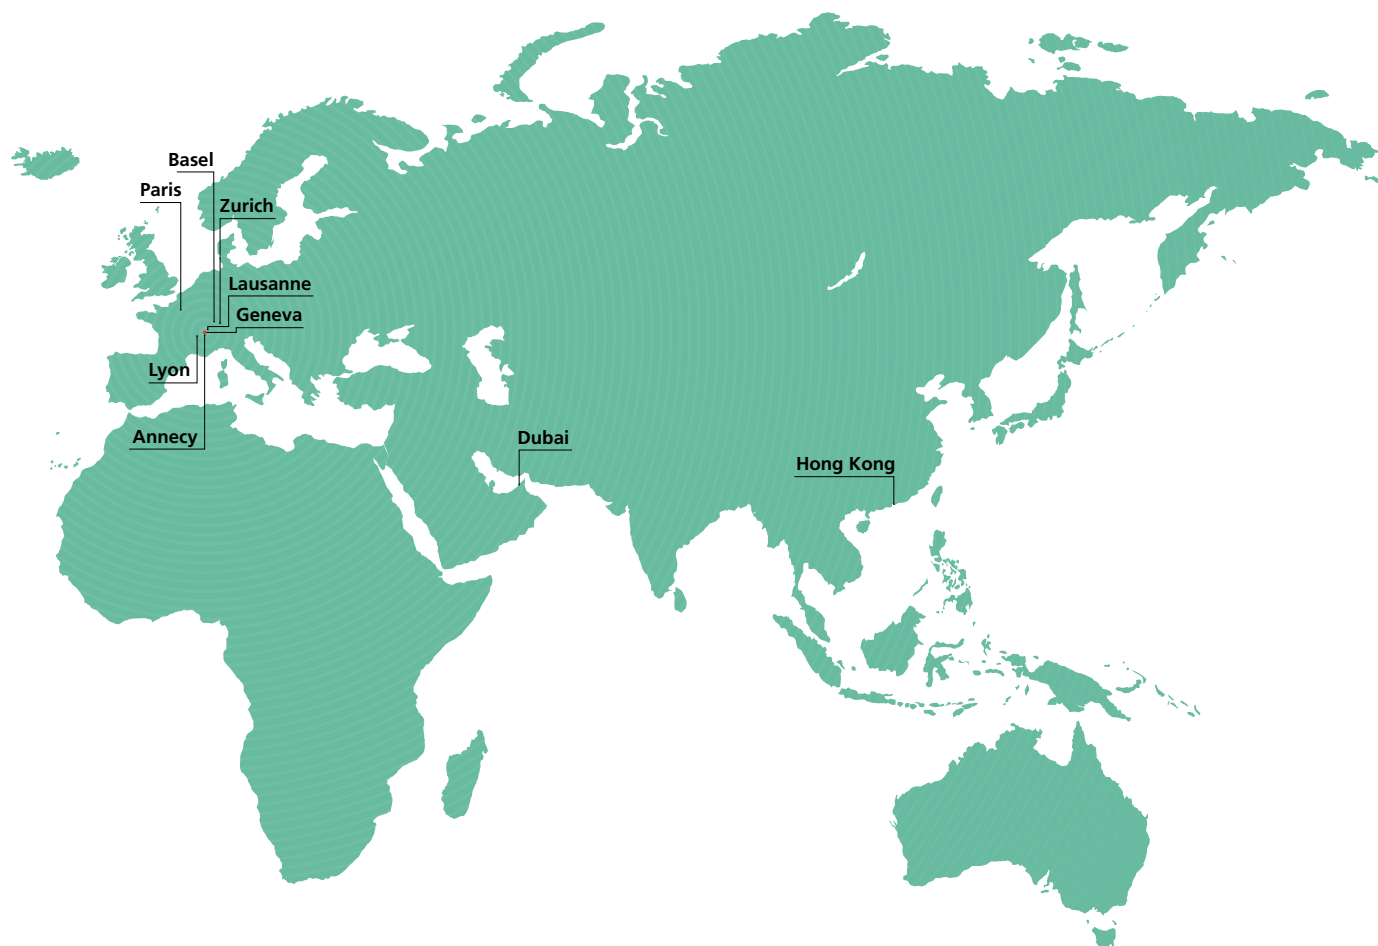 Basel
Paris
Zurich
Lausanne
Geneva
Lyon
Annecy
Dubai
Hong Kong